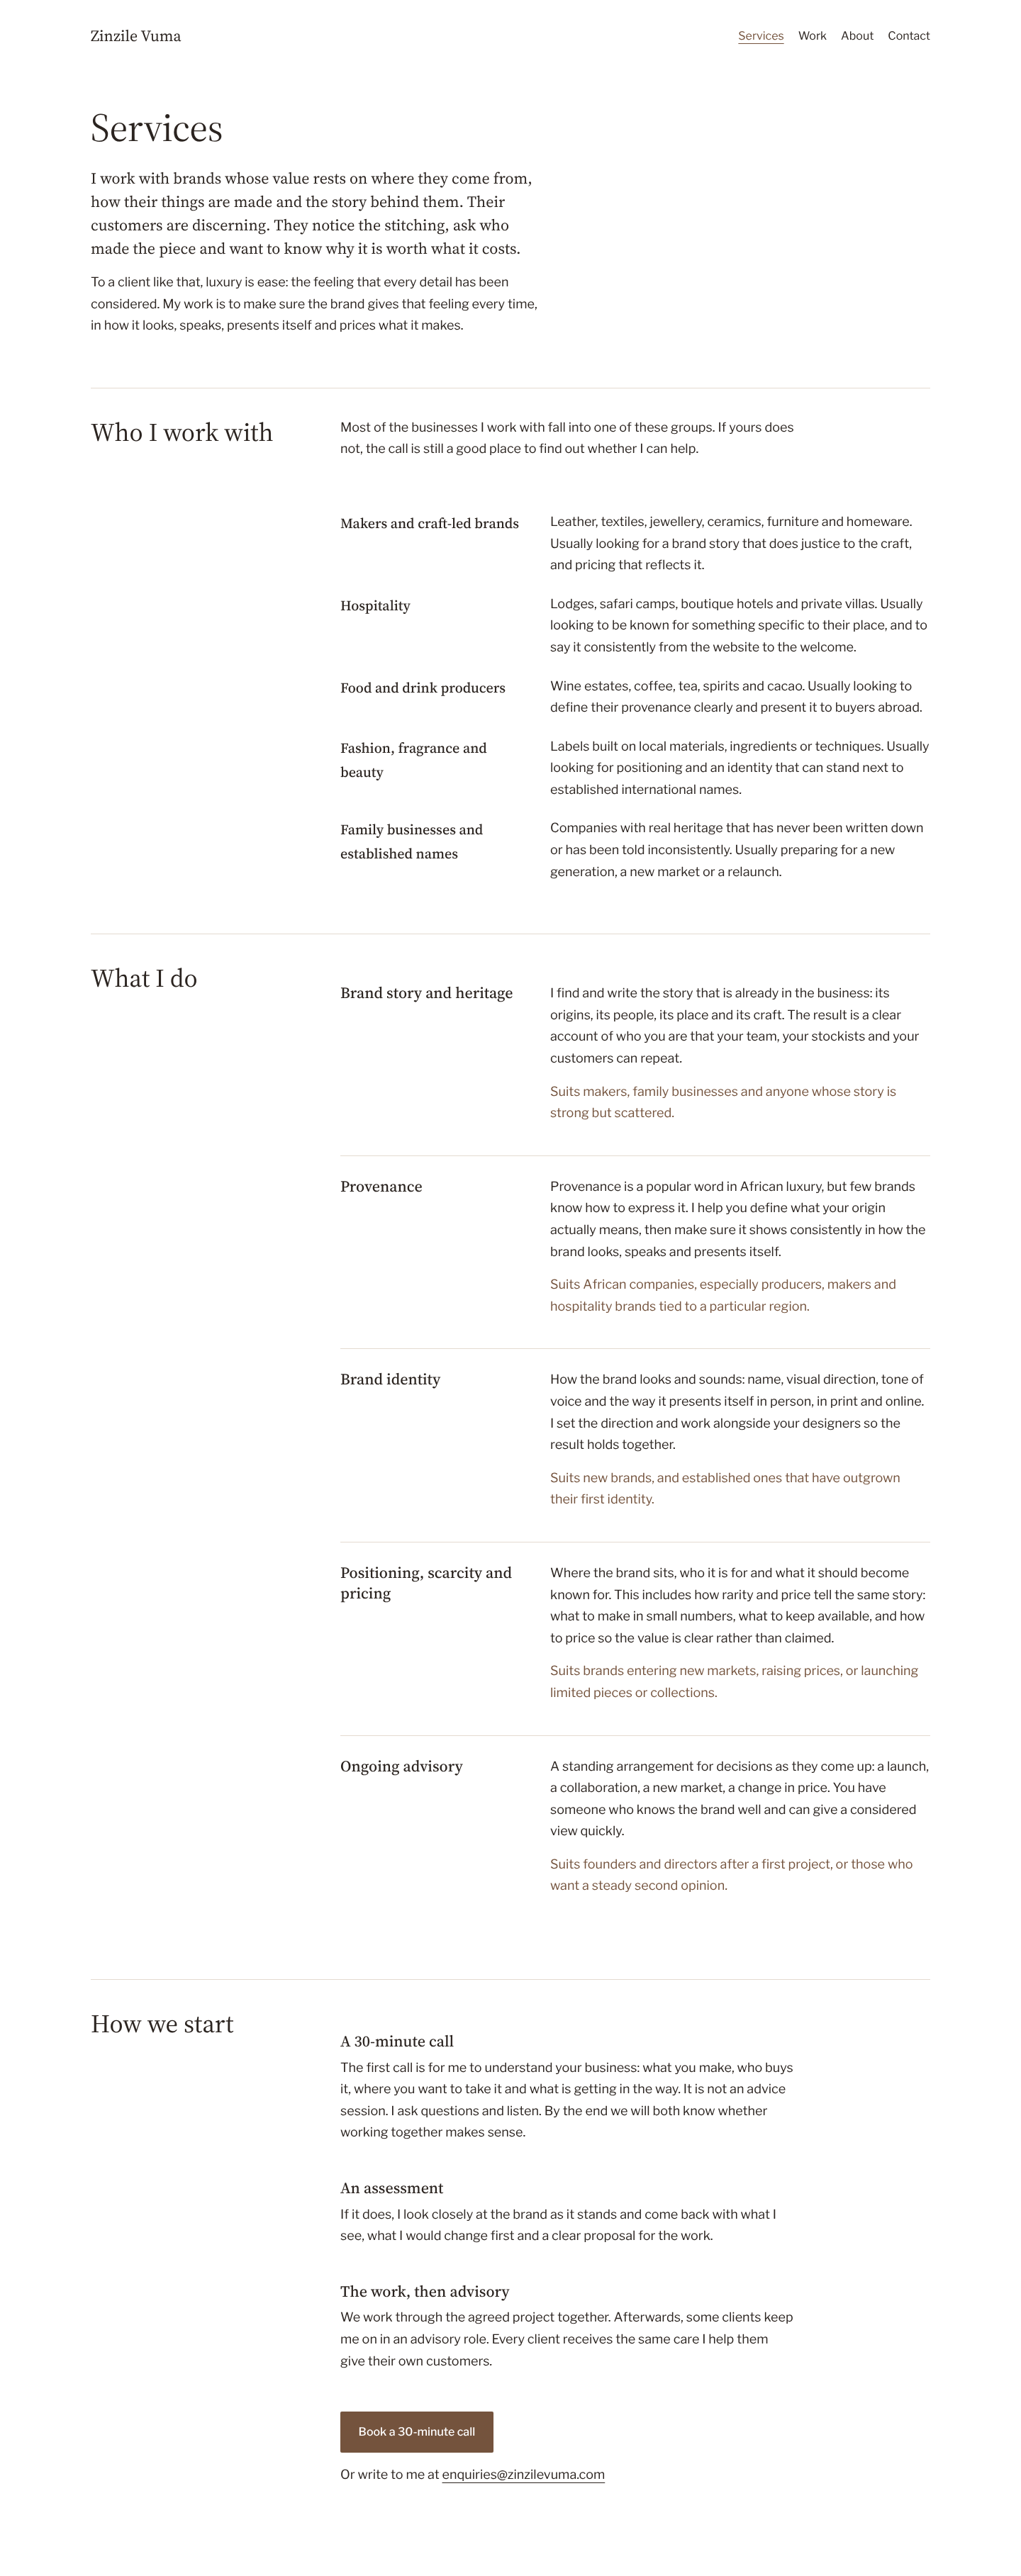 Zinzile Vuma
Services Work About Contact
Services
I work with brands whose value rests on where they come from,
how their things are made and the story behind them. Their
customers are discerning. They notice the stitching, ask who
made the piece and want to know why it is worth what it costs.
To a client like that, luxury is ease: the feeling that every detail has been
considered. My work is to make sure the brand gives that feeling every time,
in how it looks, speaks, presents itself and prices what it makes.
Who I work with
Most of the businesses I work with fall into one of these groups. If yours does
not, the call is still a good place to find out whether I can help.
Makers and craft-led brands
Leather, textiles, jewellery, ceramics, furniture and homeware.
Usually looking for a brand story that does justice to the craft,
and pricing that reflects it.
Hospitality
Lodges, safari camps, boutique hotels and private villas. Usually
looking to be known for something specific to their place, and to
say it consistently from the website to the welcome.
Food and drink producers
Wine estates, coffee, tea, spirits and cacao. Usually looking to
define their provenance clearly and present it to buyers abroad.
Fashion, fragrance and
beauty
Labels built on local materials, ingredients or techniques. Usually
looking for positioning and an identity that can stand next to
established international names.
Family businesses and
established names
Companies with real heritage that has never been written down
or has been told inconsistently. Usually preparing for a new
generation, a new market or a relaunch.
What I do
Brand story and heritage
I find and write the story that is already in the business: its
origins, its people, its place and its craft. The result is a clear
account of who you are that your team, your stockists and your
customers can repeat.
Suits makers, family businesses and anyone whose story is
strong but scattered.
Provenance
Provenance is a popular word in African luxury, but few brands
know how to express it. I help you define what your origin
actually means, then make sure it shows consistently in how the
brand looks, speaks and presents itself.
Suits African companies, especially producers, makers and
hospitality brands tied to a particular region.
Brand identity
How the brand looks and sounds: name, visual direction, tone of
voice and the way it presents itself in person, in print and online.
I set the direction and work alongside your designers so the
result holds together.
Suits new brands, and established ones that have outgrown
their first identity.
Positioning, scarcity and
pricing
Where the brand sits, who it is for and what it should become
known for. This includes how rarity and price tell the same story:
what to make in small numbers, what to keep available, and how
to price so the value is clear rather than claimed.
Suits brands entering new markets, raising prices, or launching
limited pieces or collections.
Ongoing advisory
A standing arrangement for decisions as they come up: a launch,
a collaboration, a new market, a change in price. You have
someone who knows the brand well and can give a considered
view quickly.
Suits founders and directors after a first project, or those who
want a steady second opinion.
How we start
A 30-minute call
The first call is for me to understand your business: what you make, who buys
it, where you want to take it and what is getting in the way. It is not an advice
session. I ask questions and listen. By the end we will both know whether
working together makes sense.
An assessment
If it does, I look closely at the brand as it stands and come back with what I
see, what I would change first and a clear proposal for the work.
The work, then advisory
We work through the agreed project together. Afterwards, some clients keep
me on in an advisory role. Every client receives the same care I help them
give their own customers.
Book a 30-minute call
Or write to me at enquiries@zinzilevuma.com